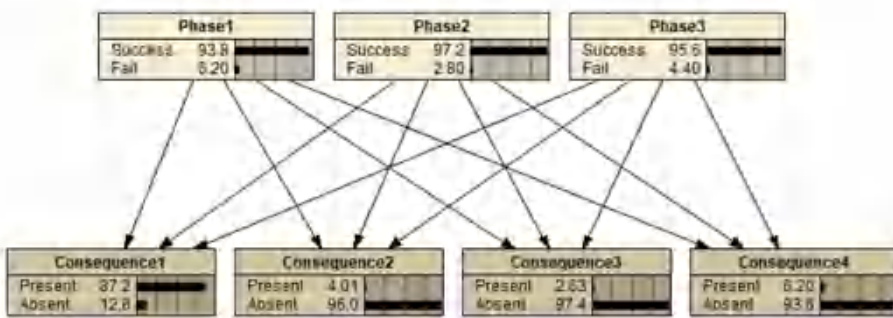 Phase1
Success 93.8
Fail 6.20
Phase2
Success 97.2
Fail 2.80
Phase3
Success 95.6
Fail 4.40
Consequence1
Present 87.2
Absent 12.8
Consequence2
Present 4.01
Absent 96.0
Consequence3
Present 2.63
Absent 97.4
Consequence4
Present 6.20
Absent 93.8